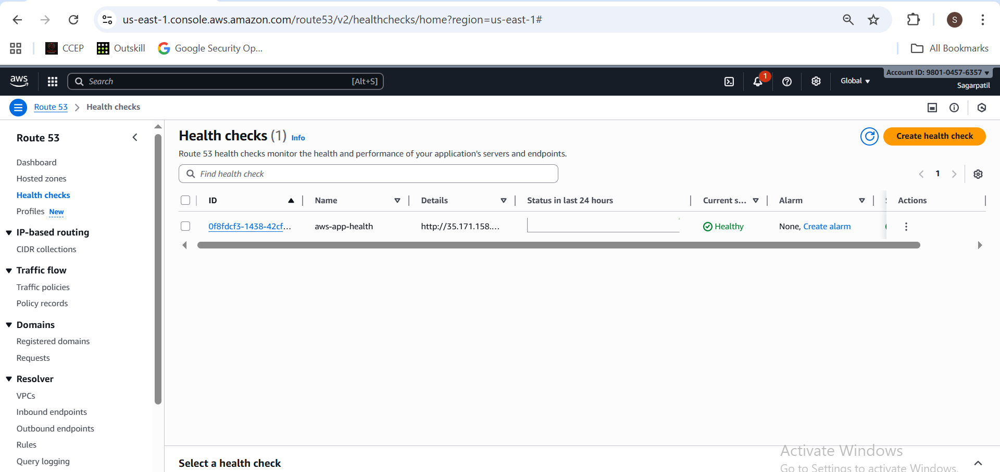 us-east-1.console.aws.amazon.com/route53/v2/healthchecks/home?region=us-east-1#
S
CCEP
Outskill
Google Security Op...
All Bookmarks
aws
Search
[Alt+S]
1
Global
Account ID: 9801-0457-6357
Sagarpatil
Route 53
Health checks
Route 53
Dashboard
Hosted zones
Health checks
Profiles New
IP-based routing
CIDR collections
Traffic flow
Traffic policies
Policy records
Domains
Registered domains
Requests
Resolver
VPCs
Inbound endpoints
Outbound endpoints
Rules
Query logging
Health checks (1) Info
Create health check
Route 53 health checks monitor the health and performance of your application's servers and endpoints.
Find health check
1
ID Name Details Status in last 24 hours Current s... Alarm Actions
0f8fdcf3-1438-42cf... aws-app-health http://35.171.158.... Healthy None, Create alarm
Select a health check
Activate Windows
Go to Settings to activate Windows.